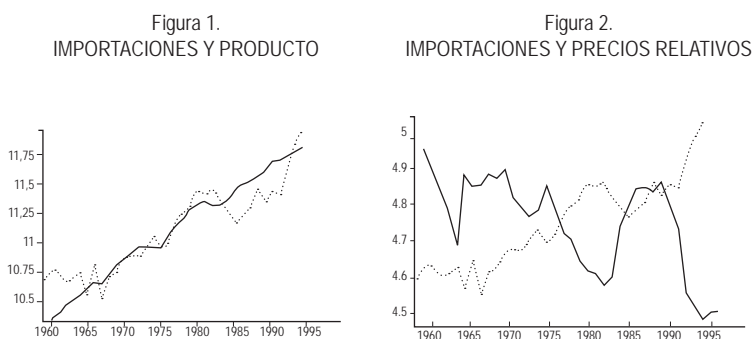 Figura 1.
IMPORTACIONES Y PRODUCTO
11,75
11,5
11,25
11
10.75
10.5
1960 1965 1970 1975 1980 1985 1990 1995
Figura 2.
IMPORTACIONES Y PRECIOS RELATIVOS
5
4.9
4.8
4.7
4.6
4.5
1960 1965 1970 1975 1980 1985 1990 1995